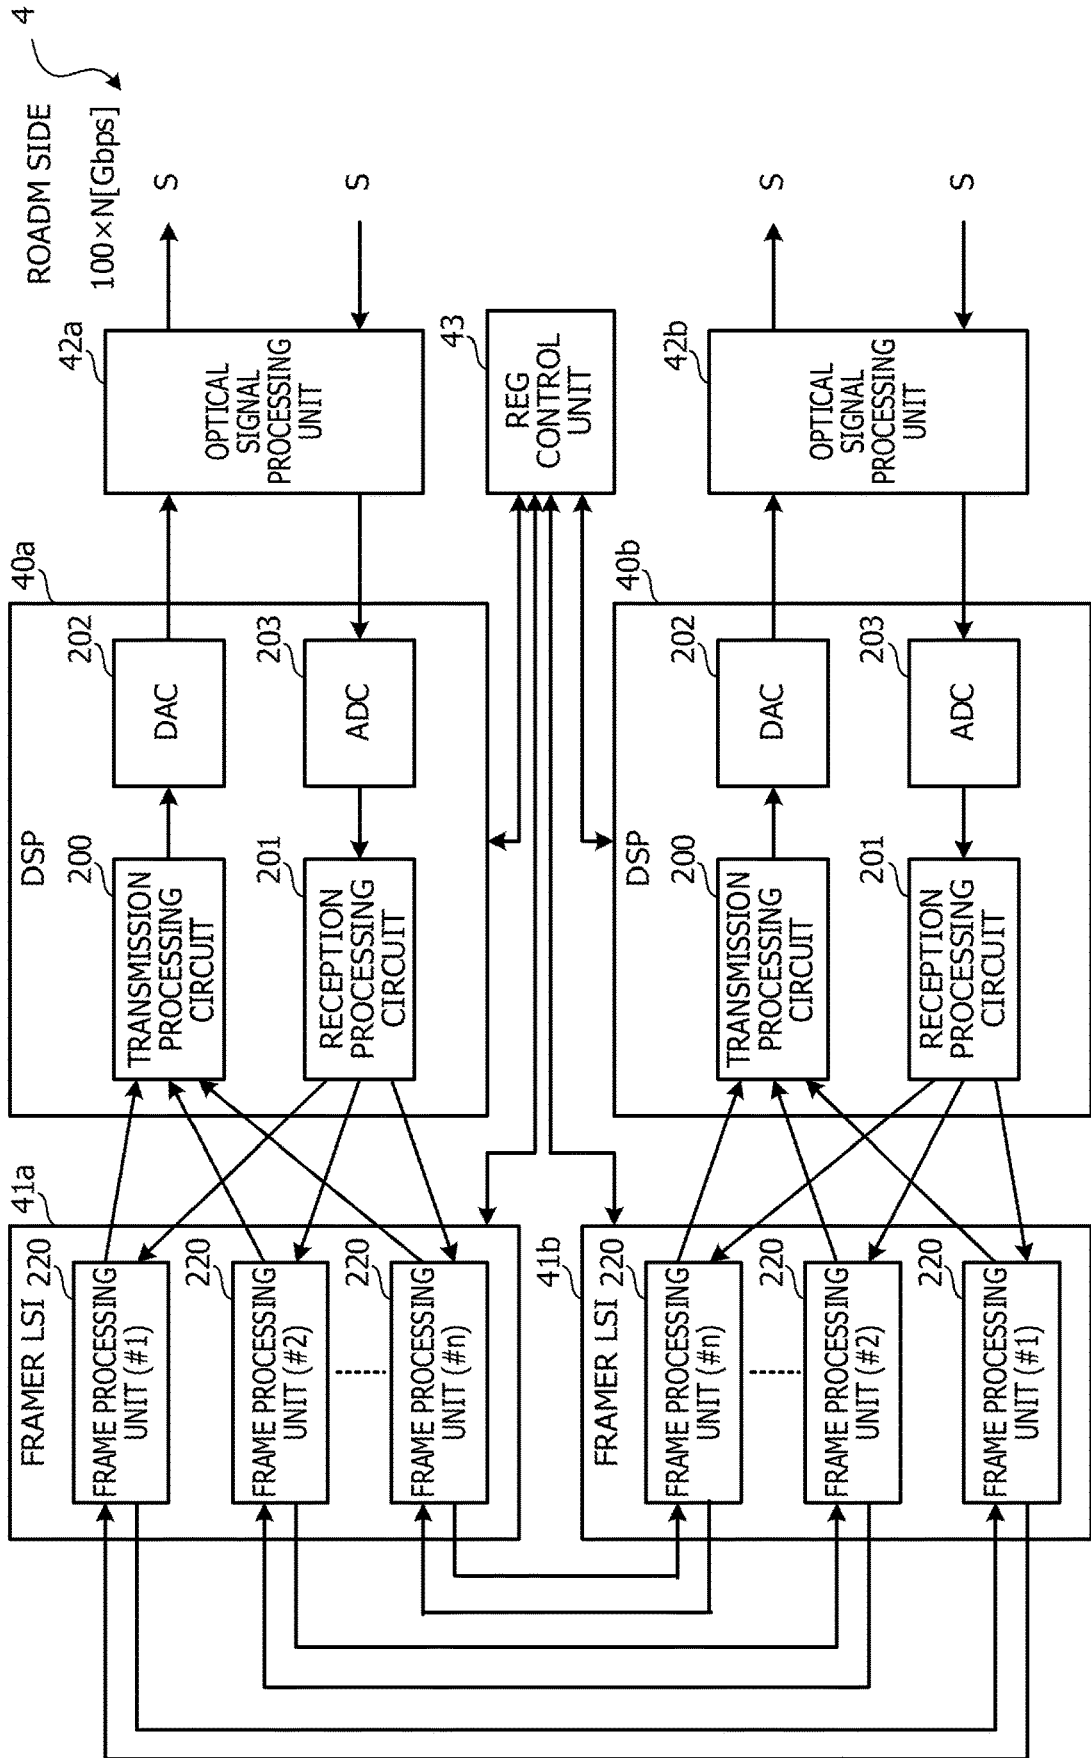 ROADM SIDE
4
100×N[Gbps]
41a
FRAMER LSI
220
FRAME PROCESSING
UNIT (#1)
220
FRAME PROCESSING
UNIT (#2)
220
FRAME PROCESSING
UNIT (#n)
40a
DSP
200
TRANSMISSION
PROCESSING
CIRCUIT
202
DAC
201
RECEPTION
PROCESSING
CIRCUIT
203
ADC
42a
OPTICAL
SIGNAL
PROCESSING
UNIT
S
S
43
REG
CONTROL
UNIT
41b
FRAMER LSI
220
FRAME PROCESSING
UNIT (#n)
220
FRAME PROCESSING
UNIT (#2)
220
FRAME PROCESSING
UNIT (#1)
40b
DSP
200
TRANSMISSION
PROCESSING
CIRCUIT
202
DAC
201
RECEPTION
PROCESSING
CIRCUIT
203
ADC
42b
OPTICAL
SIGNAL
PROCESSING
UNIT
S
S